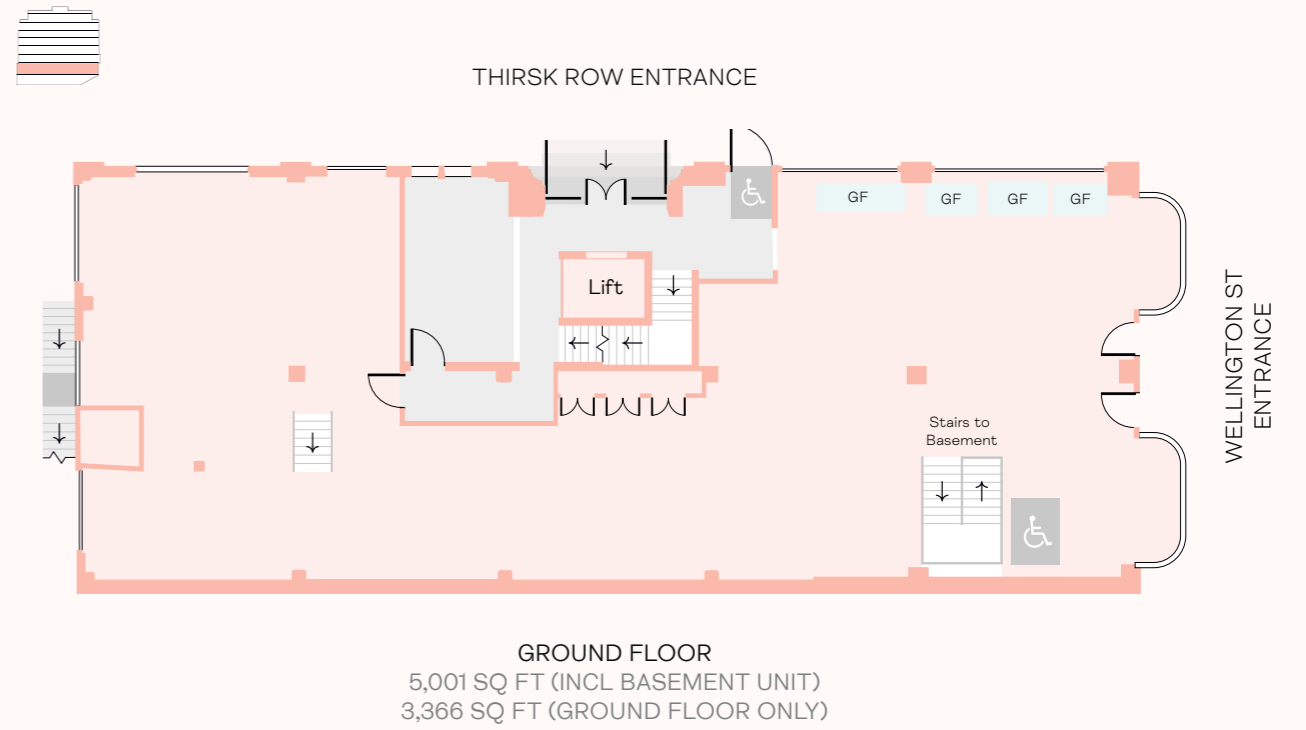 THIRSK ROW ENTRANCE
GF
GF
GF
GF
Lift
WELLINGTON ST
ENTRANCE
Stairs to
Basement
GROUND FLOOR
5,001 SQ FT (INCL BASEMENT UNIT)
3,366 SQ FT (GROUND FLOOR ONLY)